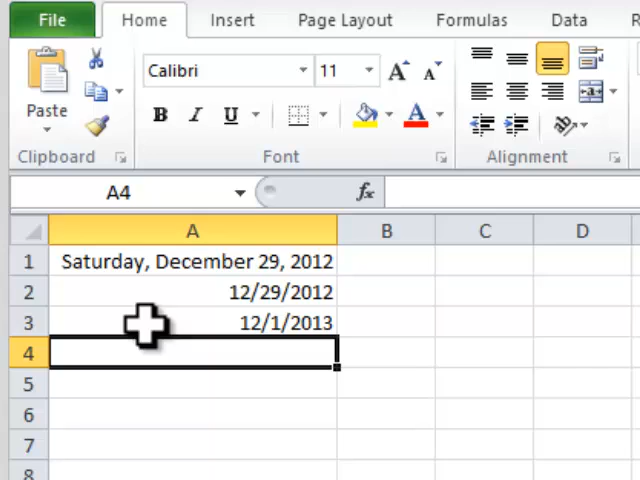 File Home Insert Page Layout Formulas Data
Calibri 11 A A
Paste B I U A
Clipboard Font Alignment
A4 fx
A B C D
1 Saturday, December 29, 2012
2 12/29/2012
3 12/1/2013
4
5
6
7
8